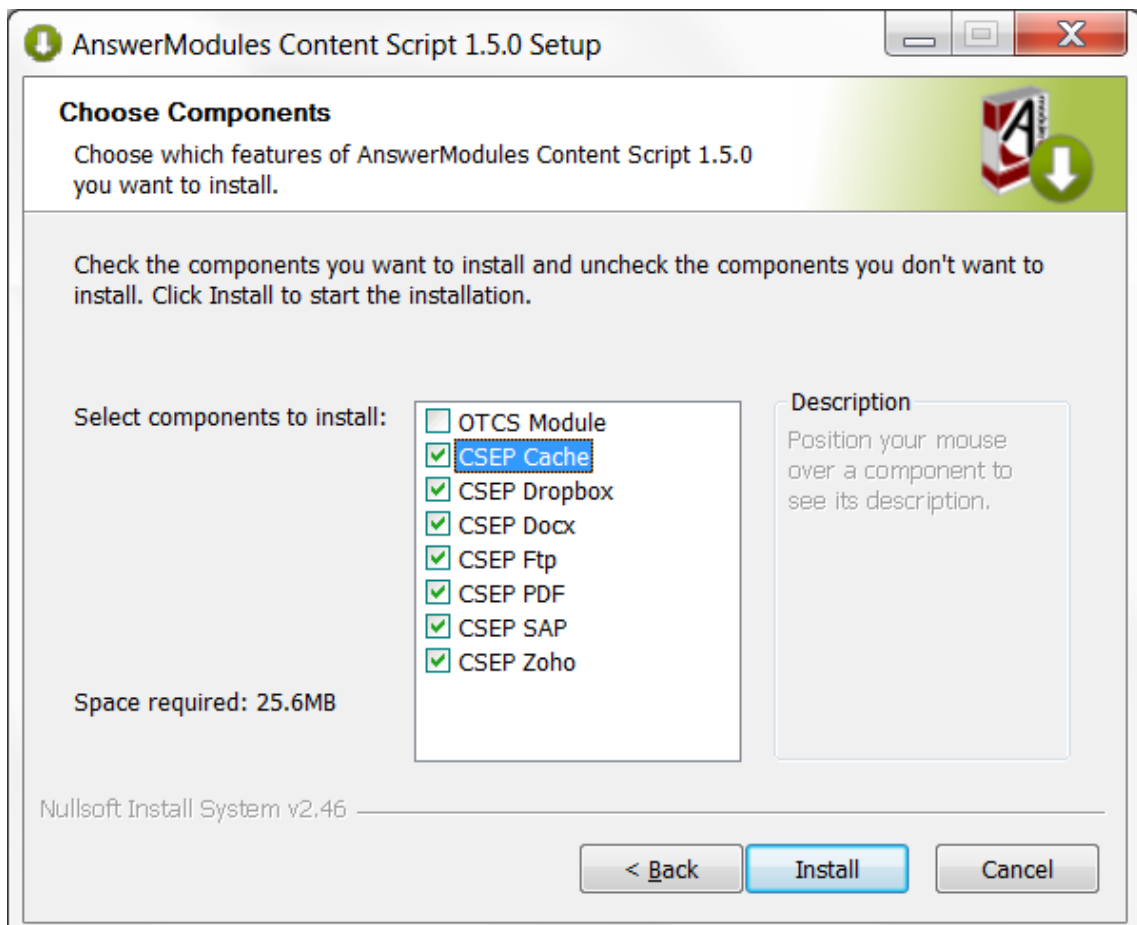 AnswerModules Content Script 1.5.0 Setup
Choose Components
Choose which features of AnswerModules Content Script 1.5.0
you want to install.
Check the components you want to install and uncheck the components you don't want to
install. Click Install to start the installation.
Select components to install:
OTCS Module
CSEP Cache
CSEP Dropbox
CSEP Docx
CSEP Ftp
CSEP PDF
CSEP SAP
CSEP Zoho
Description
Position your mouse
over a component to
see its description.
Space required: 25.6MB
Nullsoft Install System v2.46
< Back
Install
Cancel